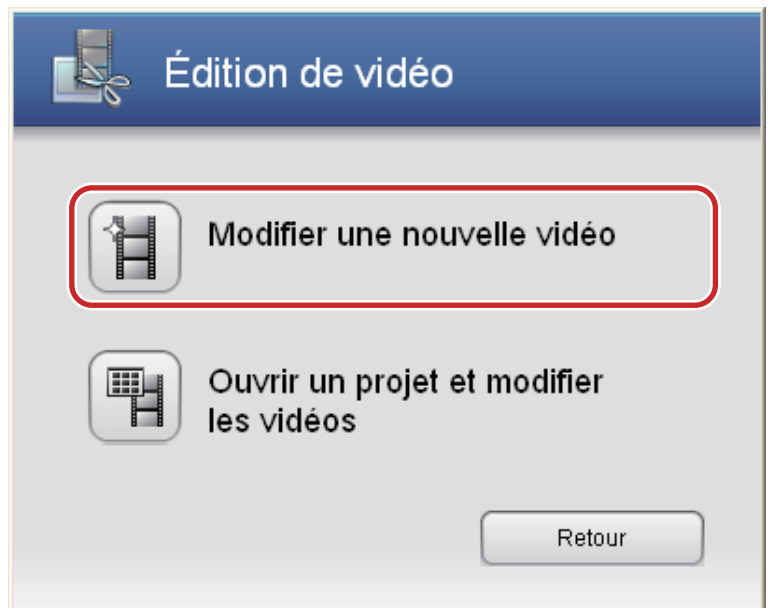 Édition de vidéo
Modifier une nouvelle vidéo
Ouvrir un projet et modifier
les vidéos
Retour